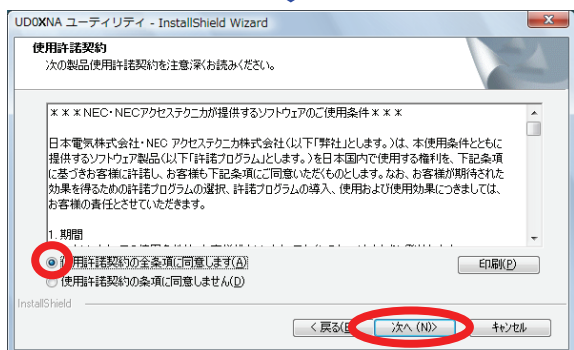 UD0XNA ユーティリティ - InstallShield Wizard
使用許諾契約
次の製品使用許諾契約を注意深くお読みください。
＊＊＊NEC・NECアクセステクニカが提供するソフトウェアのご使用条件＊＊＊
日本電気株式会社・NEC アクセステクニカ株式会社（以下「弊社」とします。）は、本使用条件とともに
提供するソフトウェア製品（以下「許諾プログラム」とします。）を日本国内で使用する権利を、下記条項
に基づきお客様に許諾し、お客様も下記条項にご同意いただくものとします。なお、お客様が期待された
効果を得るための許諾プログラムの選択、許諾プログラムの導入、使用および使用効果につきましては、
お客様の責任とさせていただきます。
1. 期間
使用許諾契約の全条項に同意します(A)
印刷(P)
使用許諾契約の条項に同意しません(D)
InstallShield
< 戻る(
次へ (N)>
キャンセル